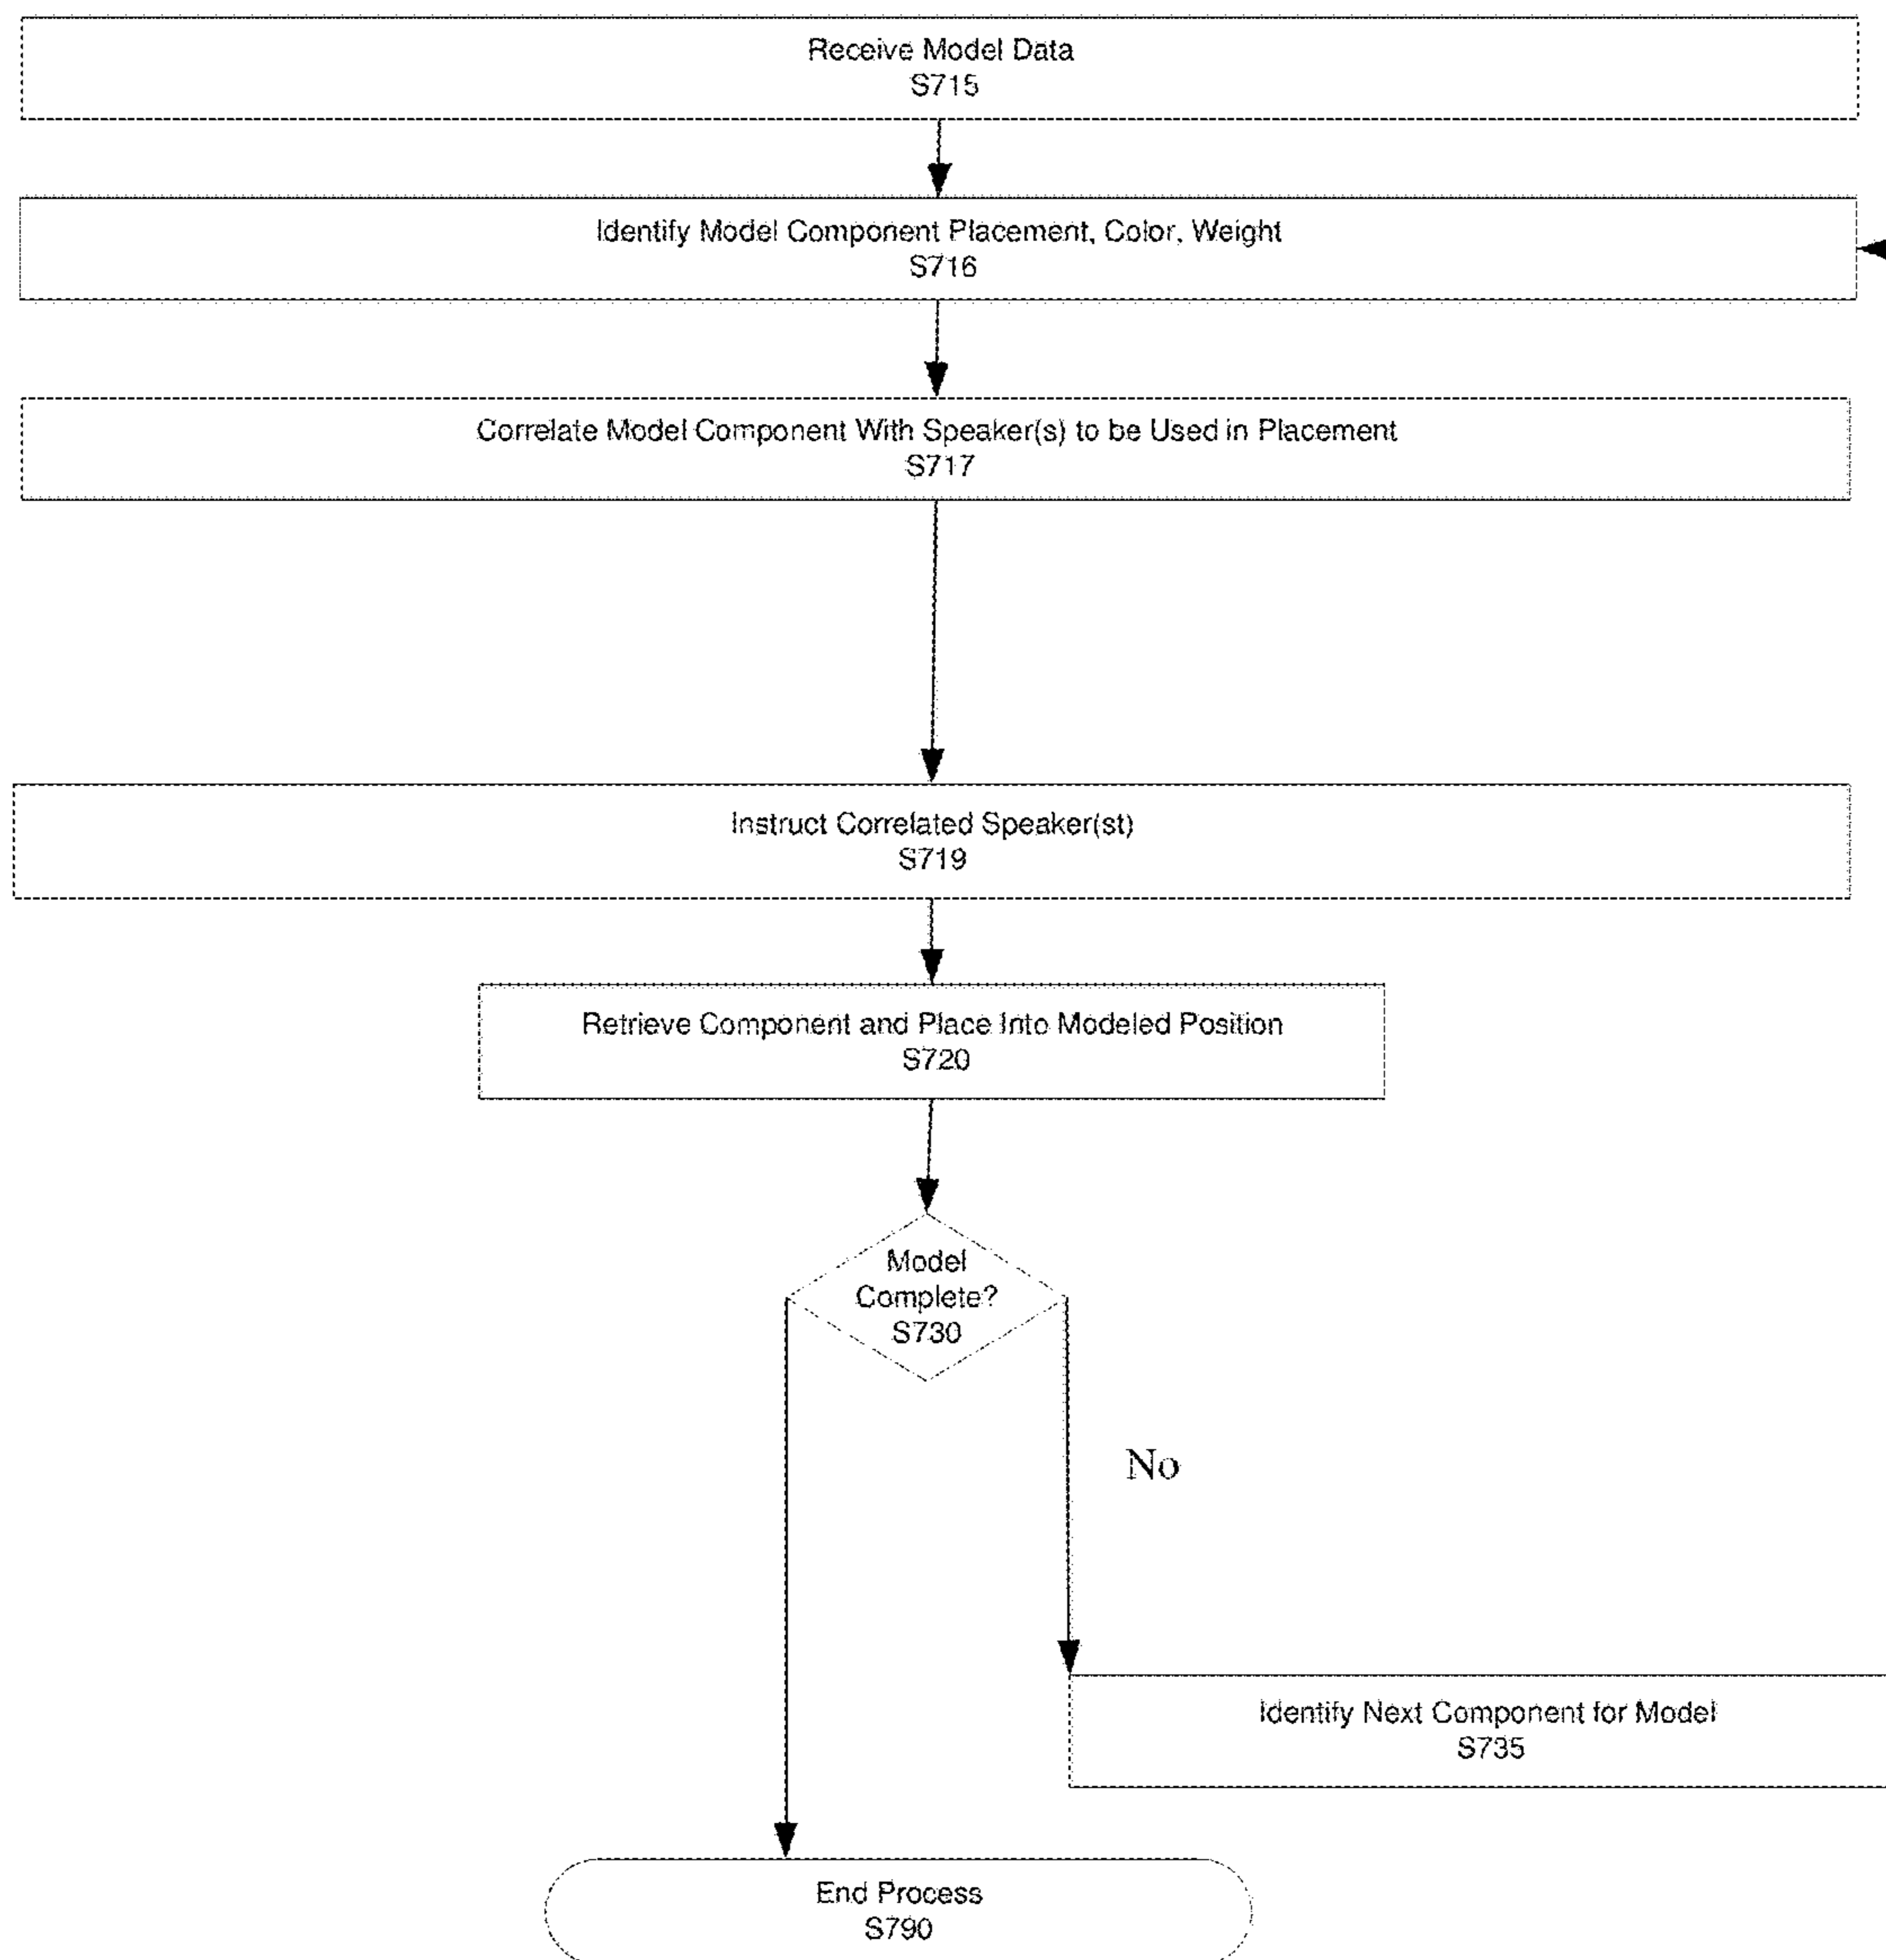 Receive Model Data
S715
Identify Model Component Placement, Color, Weight
S716
Correlate Model Component With Speaker(s) to be Used in Placement
S717
Instruct Correlated Speaker(st)
S719
Retrieve Component and Place Into Modeled Position
S720
Model
Complete?
S730
No
Identify Next Component for Model
S735
End Process
S790